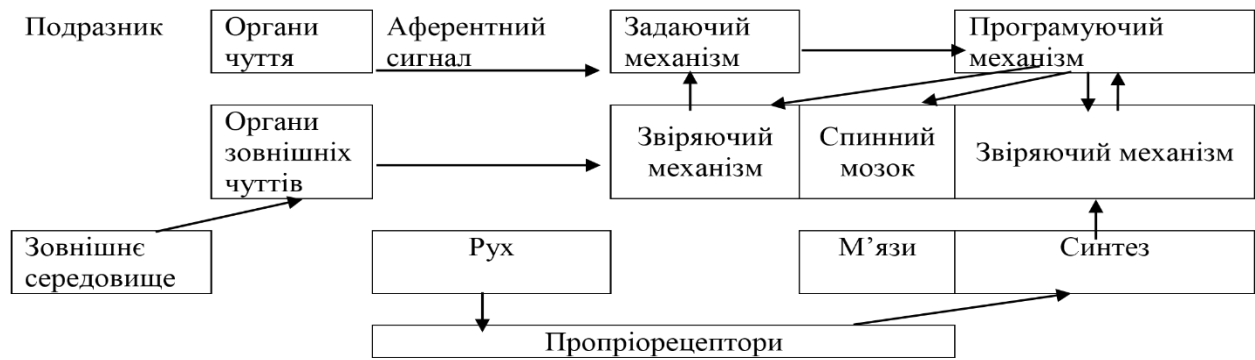 Подразник
Органи
чуття
Аферентний
сигнал
Задаючий
механізм
Програмуючий
механізм
Органи
зовнішніх
чуттів
Звіряючий
механізм
Спинний
мозок
Звіряючий механізм
Зовнішнє
середовище
Рух
М’язи
Синтез
Пропріорецептори